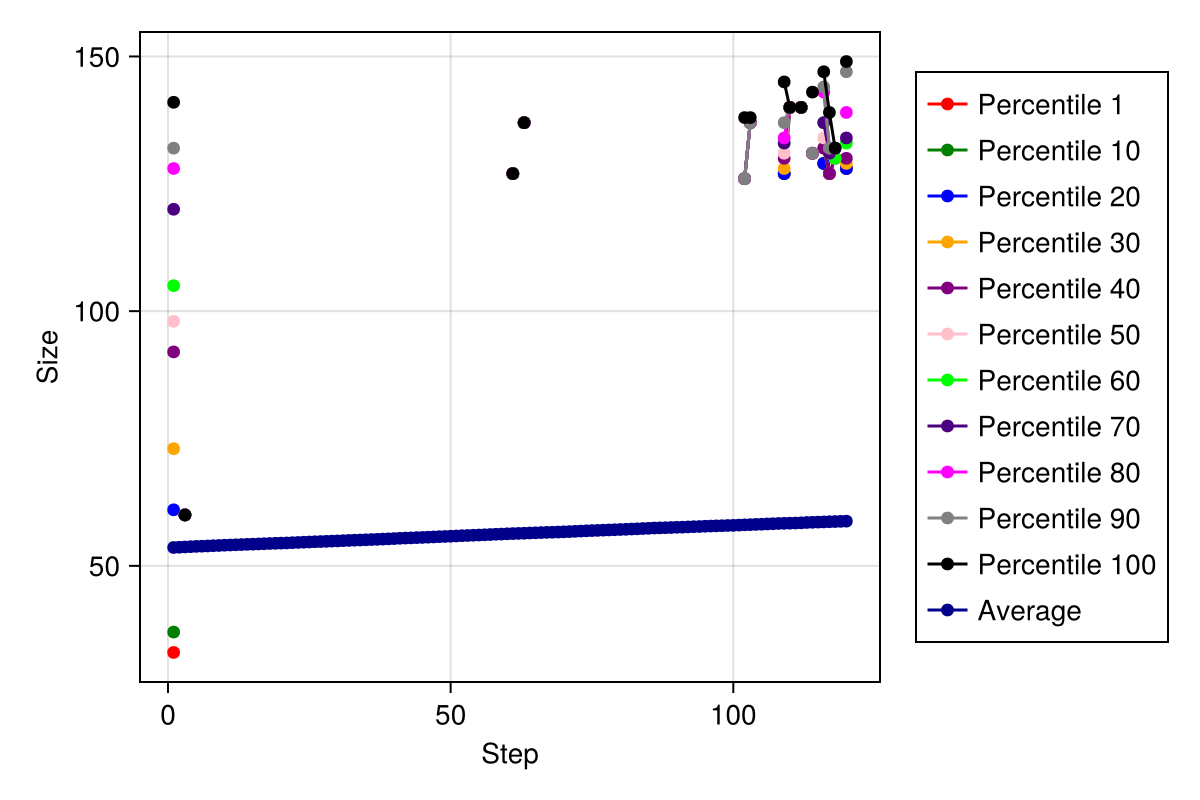 150
100
50
Size
0
50
100
Step
Percentile 1
Percentile 10
Percentile 20
Percentile 30
Percentile 40
Percentile 50
Percentile 60
Percentile 70
Percentile 80
Percentile 90
Percentile 100
Average